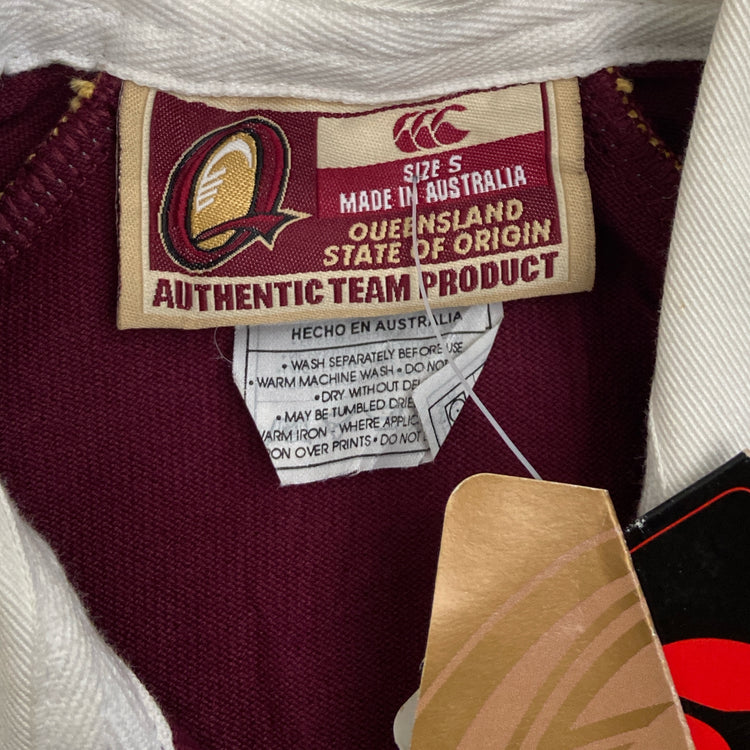 SIZE S
MADE IN AUSTRALIA
QUEENSLAND
STATE OF ORIGIN
AUTHENTIC TEAM PRODUCT
HECHO EN AUSTRALIA
• WASH SEPARATELY BEFORE USE
• WARM MACHINE WASH • DO NOT
• DRY WITHOUT
• MAY BE TUMBLED
WARM IRON - WHERE
OVER PRINTS • DO NOT